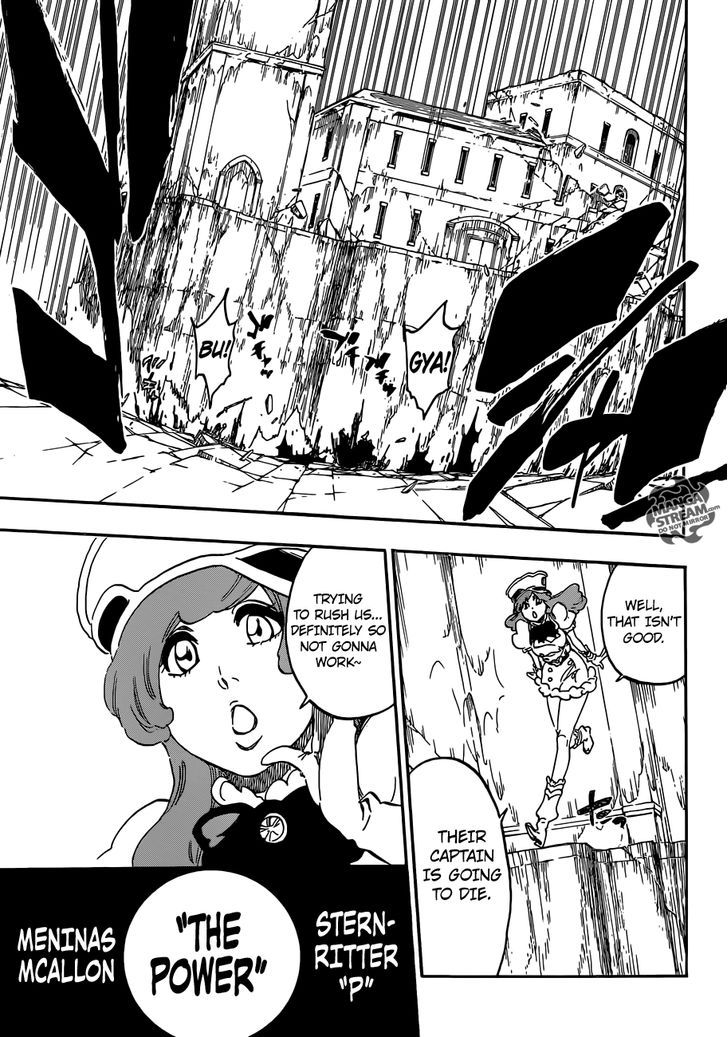 GYA!
BU!
MANGA
STREAM.com
DO NOT MIRROR!
WELL,
THAT ISN'T
GOOD.
THEIR
CAPTAIN
IS GOING
TO DIE.
TRYING
TO RUSH US...
DEFINITELY SO
NOT GONNA
WORK~
STERN-
RITTER
"P"
"THE
POWER"
MENINAS
MCALLON